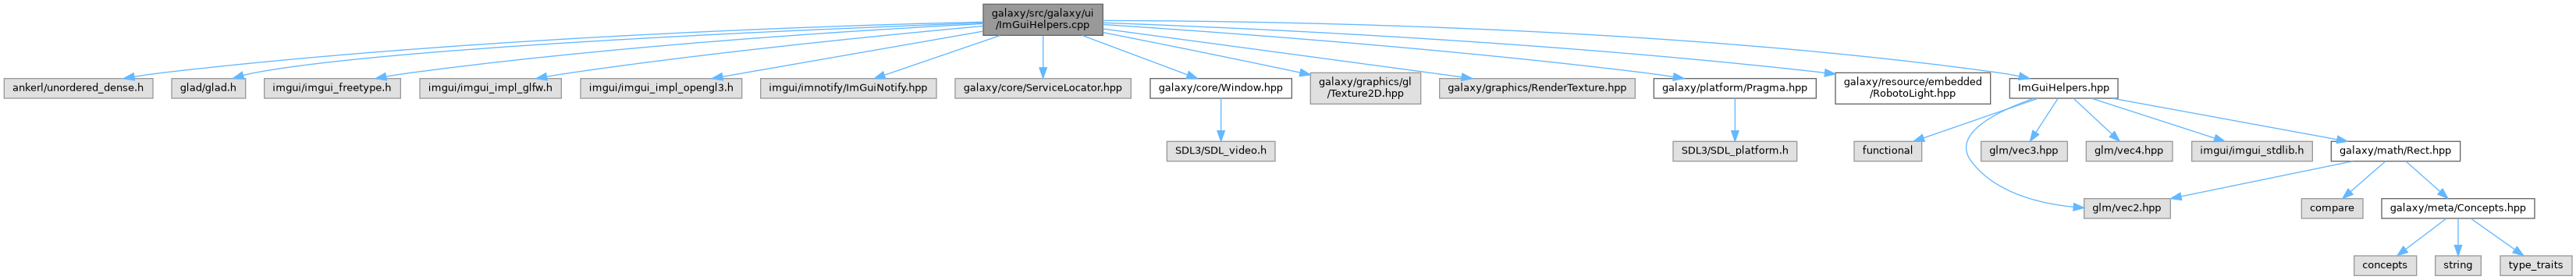 galaxy/src/galaxy/ui
/ImGuiHelpers.cpp
ankerl/unordered_dense.h
glad/glad.h
imgui/imgui_freetype.h
imgui/imgui_impl_glfw.h
imgui/imgui_impl_opengl3.h
imgui/imnotify/ImGuiNotify.hpp
galaxy/core/ServiceLocator.hpp
galaxy/core/Window.hpp
galaxy/graphics/gl
/Texture2D.hpp
galaxy/graphics/RenderTexture.hpp
galaxy/platform/Pragma.hpp
galaxy/resource/embedded
/RobotoLight.hpp
ImGuiHelpers.hpp
SDL3/SDL_video.h
SDL3/SDL_platform.h
functional
glm/vec3.hpp
glm/vec4.hpp
imgui/imgui_stdlib.h
galaxy/math/Rect.hpp
glm/vec2.hpp
compare
galaxy/meta/Concepts.hpp
concepts
string
type_traits